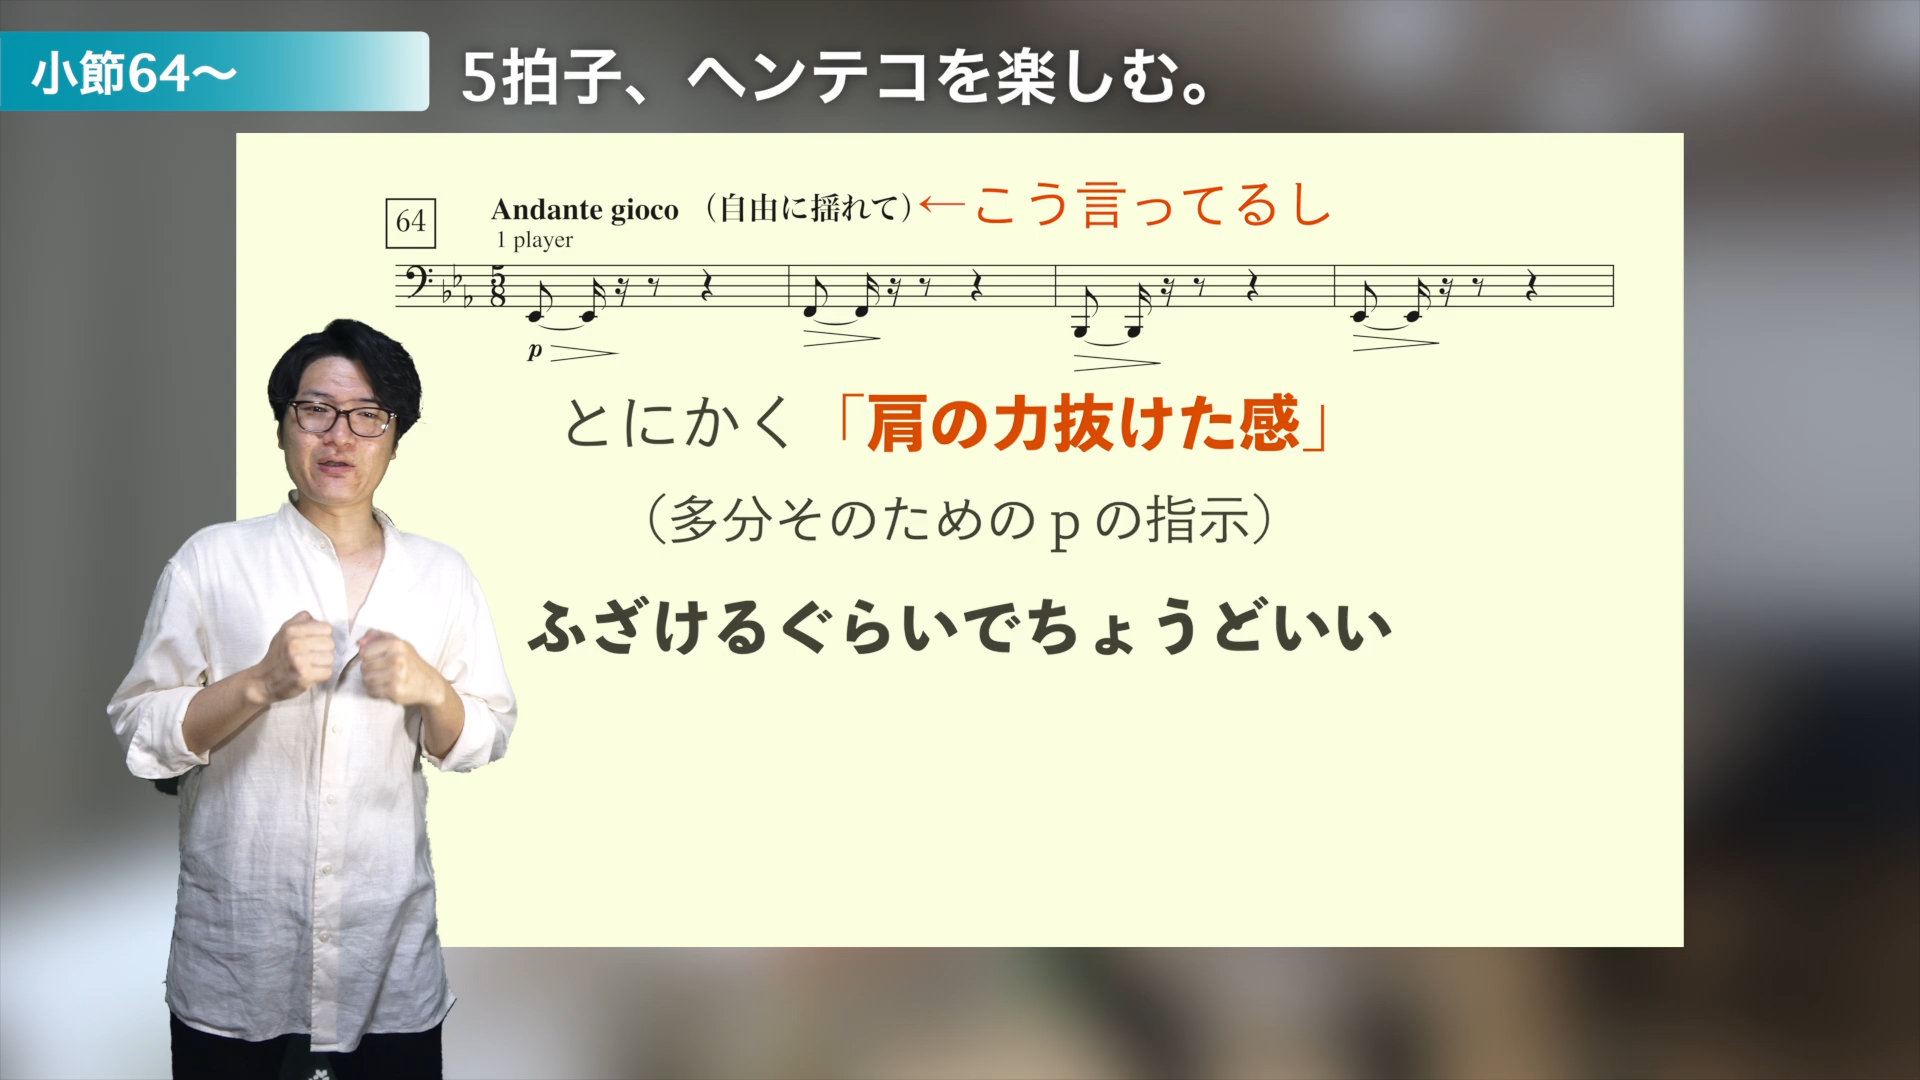 小節64〜
5拍子、ヘンテコを楽しむ。
64
Andante gioco （自由に揺れて）←こう言ってるし
1 player
5
8
p
とにかく「肩の力抜けた感」
（多分そのためのpの指示）
ふざけるぐらいでちょうどいい